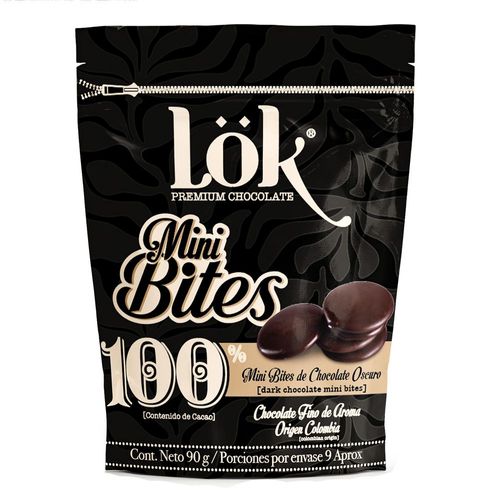 Lök®
PREMIUM CHOCOLATE
Mini
Bites
100%
[Contenido de Cacao]
Mini Bites de Chocolate Oscuro
[dark chocolate mini bites]
Chocolate Fino de Aroma
Origen Colombia
[colombian origin]
Cont. Neto 90 g / Porciones por envase 9 Aprox